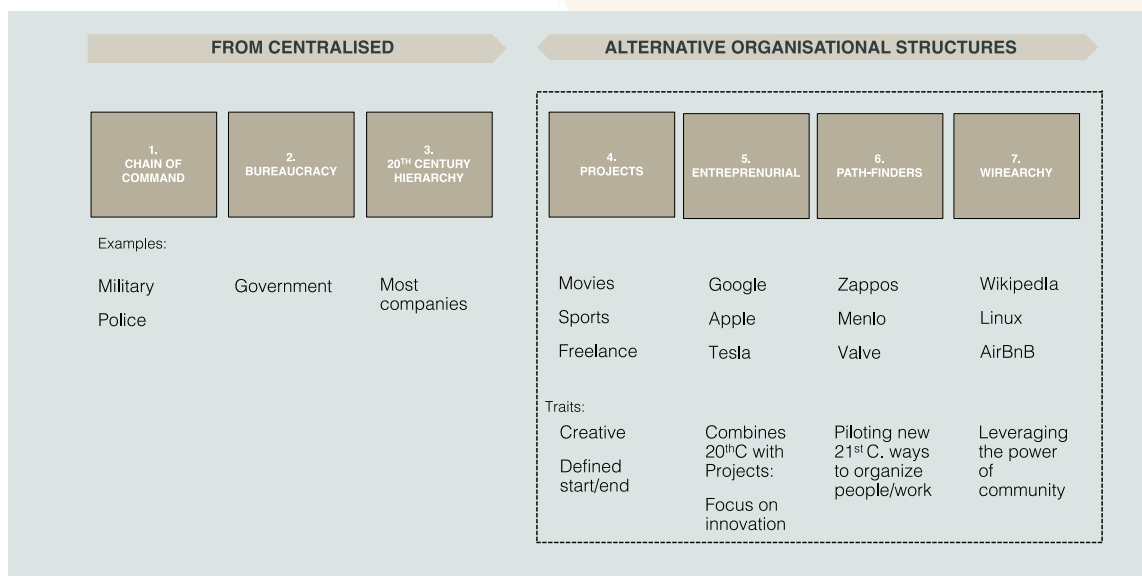 FROM CENTRALISED
ALTERNATIVE ORGANISATIONAL STRUCTURES
1.
CHAIN OF
COMMAND
2.
BUREAUCRACY
3.
20TH CENTURY
HIERARCHY
4.
PROJECTS
5.
ENTREPRENURIAL
6.
PATH-FINDERS
7.
WIREARCHY
Examples:
Military
Police
Government
Most
companies
Movies
Sports
Freelance
Google
Apple
Tesla
Zappos
Menlo
Valve
Wikipedla
Linux
AirBnB
Traits:
Creative
Defined
start/end
Combines
20thC with
Projects:
Focus on
innovation
Piloting new
21st C. ways
to organize
people/work
Leveraging
the power
of
community